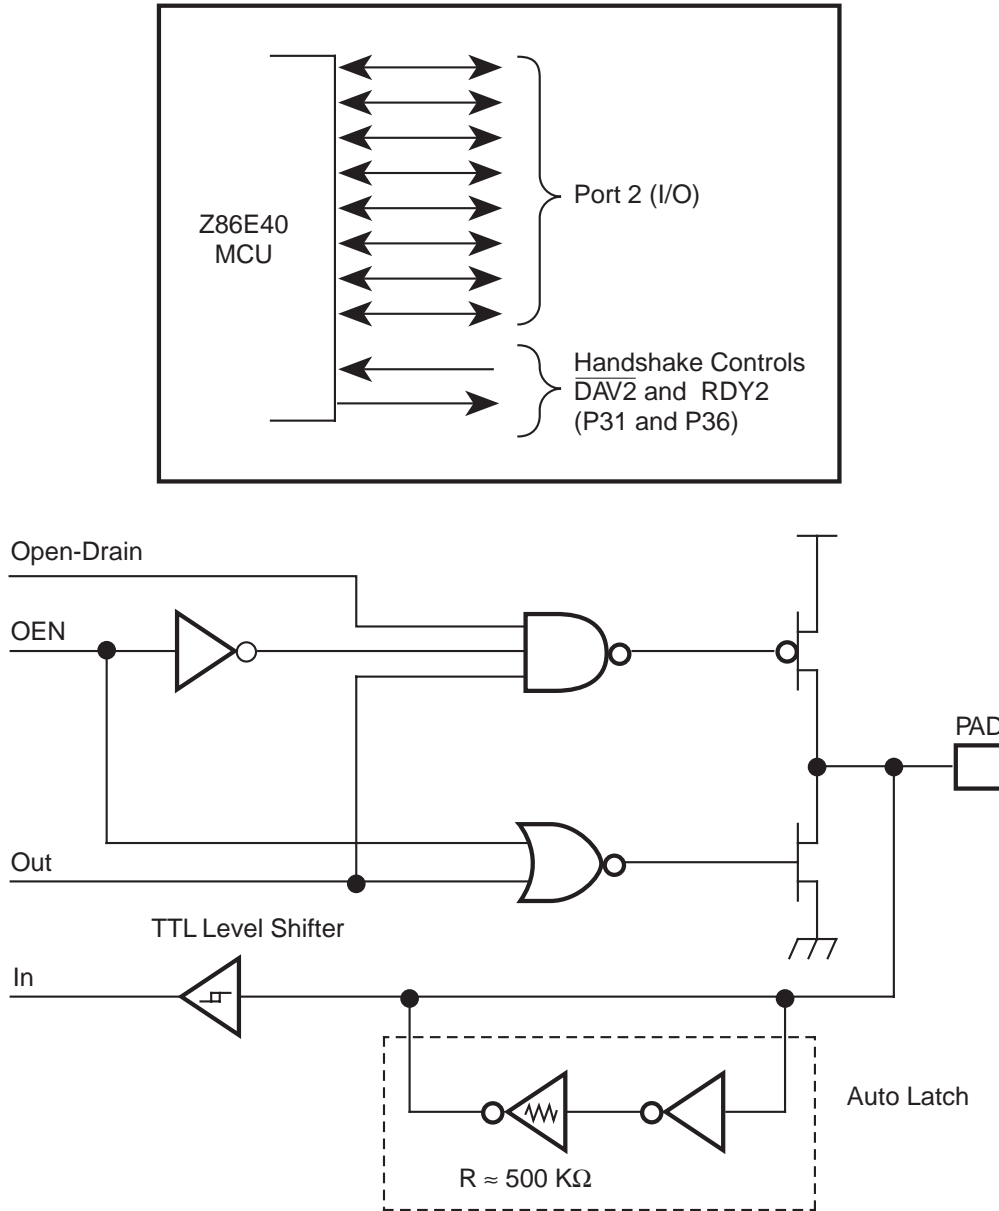 Z86E40
MCU
Port 2 (I/O)
Handshake Controls
D̅A̅V̅2̅ and RDY2
(P31 and P36)
Open-Drain
OEN
PAD
Out
TTL Level Shifter
In
Auto Latch
R ≈ 500 KΩ